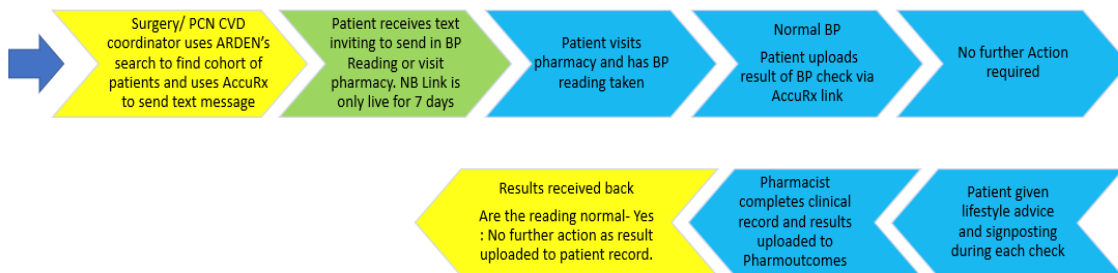 Surgery/ PCN CVD
coordinator uses ARDEN's
search to find cohort of
patients and uses AccuRx
to send text message
Patient receives text
inviting to send in BP
Reading or visit
pharmacy. NB Link is
only live for 7 days
Patient visits
pharmacy and has BP
reading taken
Normal BP
Patient uploads
result of BP check via
AccuRx link
No further Action
required
Results received back
Are the reading normal- Yes
: No further action as result
uploaded to patient record.
Pharmacist
completes clinical
record and results
uploaded to
Pharmoutcomes
Patient given
lifestyle advice
and signposting
during each check